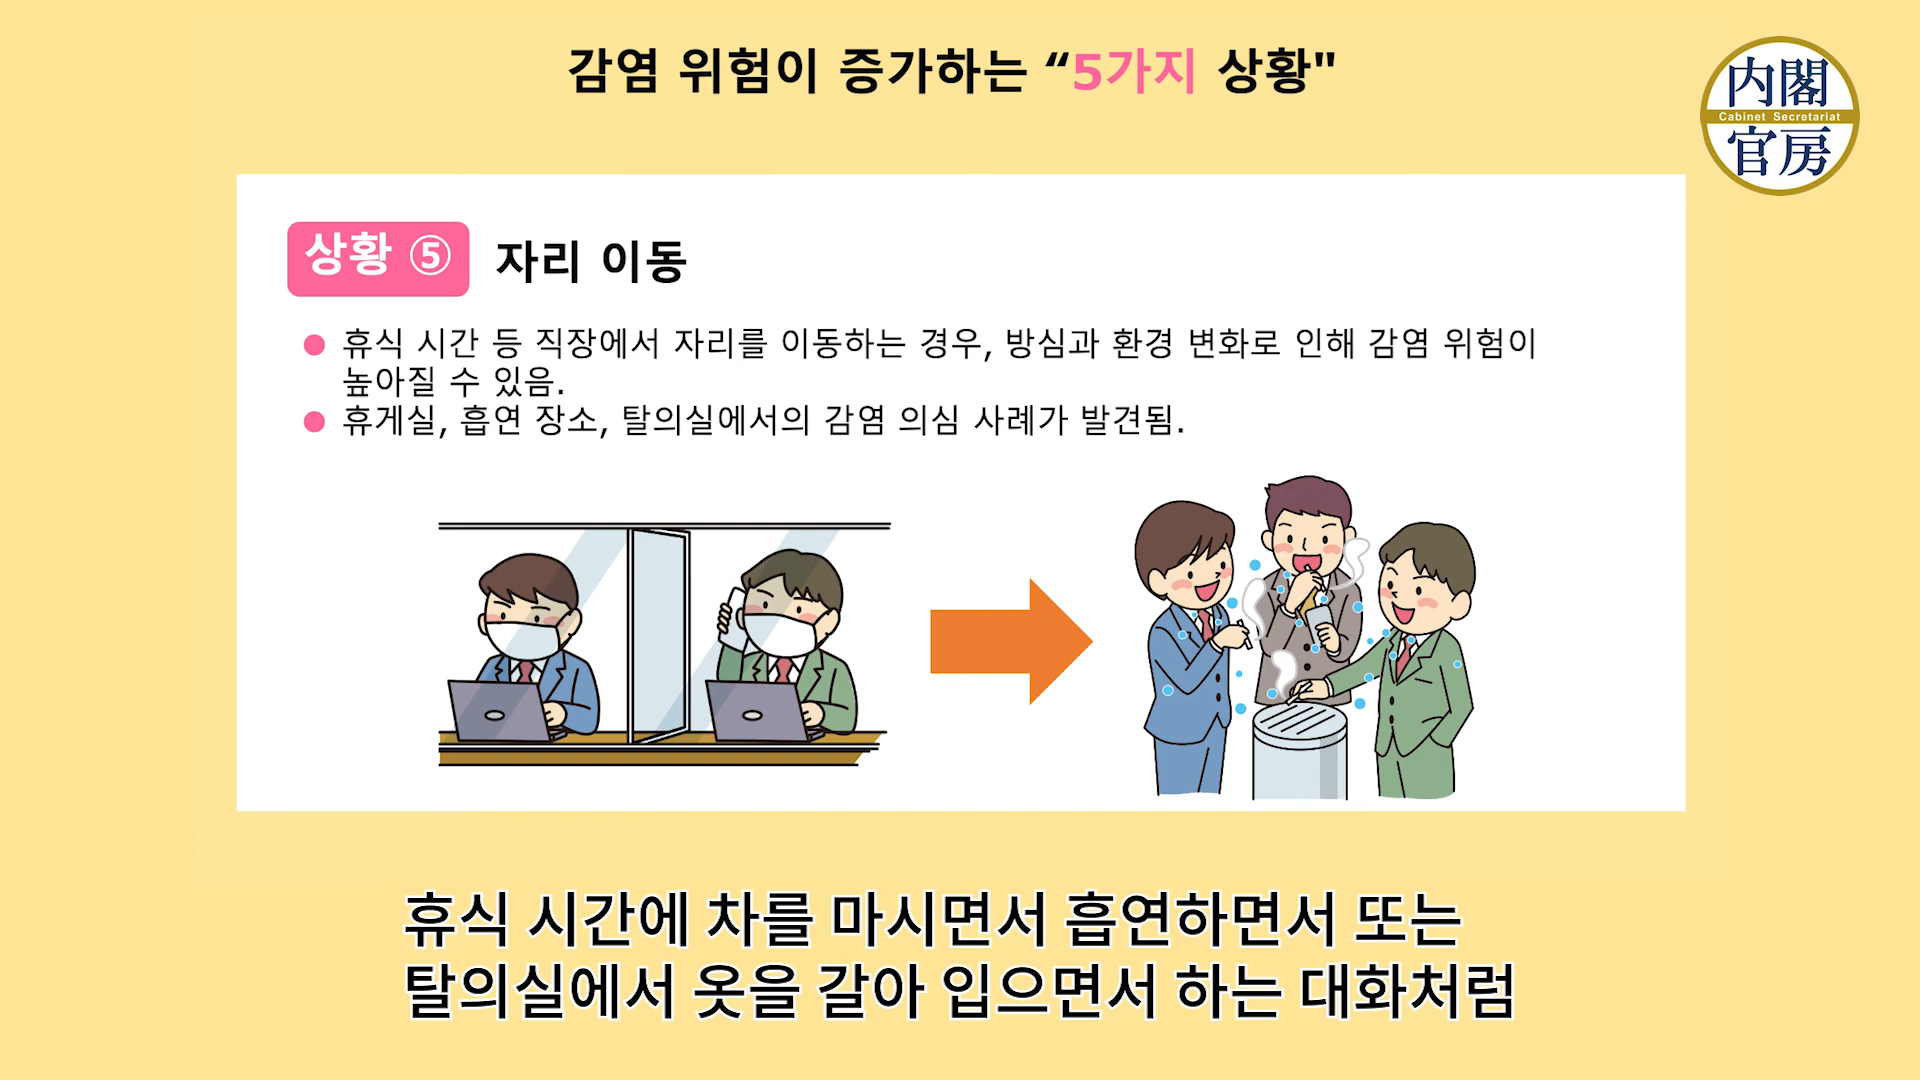 감염 위험이 증가하는 “5가지 상황"
内閣
Cabinet Secretariat
官房
상황 ⑤ 자리 이동
● 휴식 시간 등 직장에서 자리를 이동하는 경우, 방심과 환경 변화로 인해 감염 위험이
높아질 수 있음.
● 휴게실, 흡연 장소, 탈의실에서의 감염 의심 사례가 발견됨.
휴식 시간에 차를 마시면서 흡연하면서 또는
탈의실에서 옷을 갈아 입으면서 하는 대화처럼